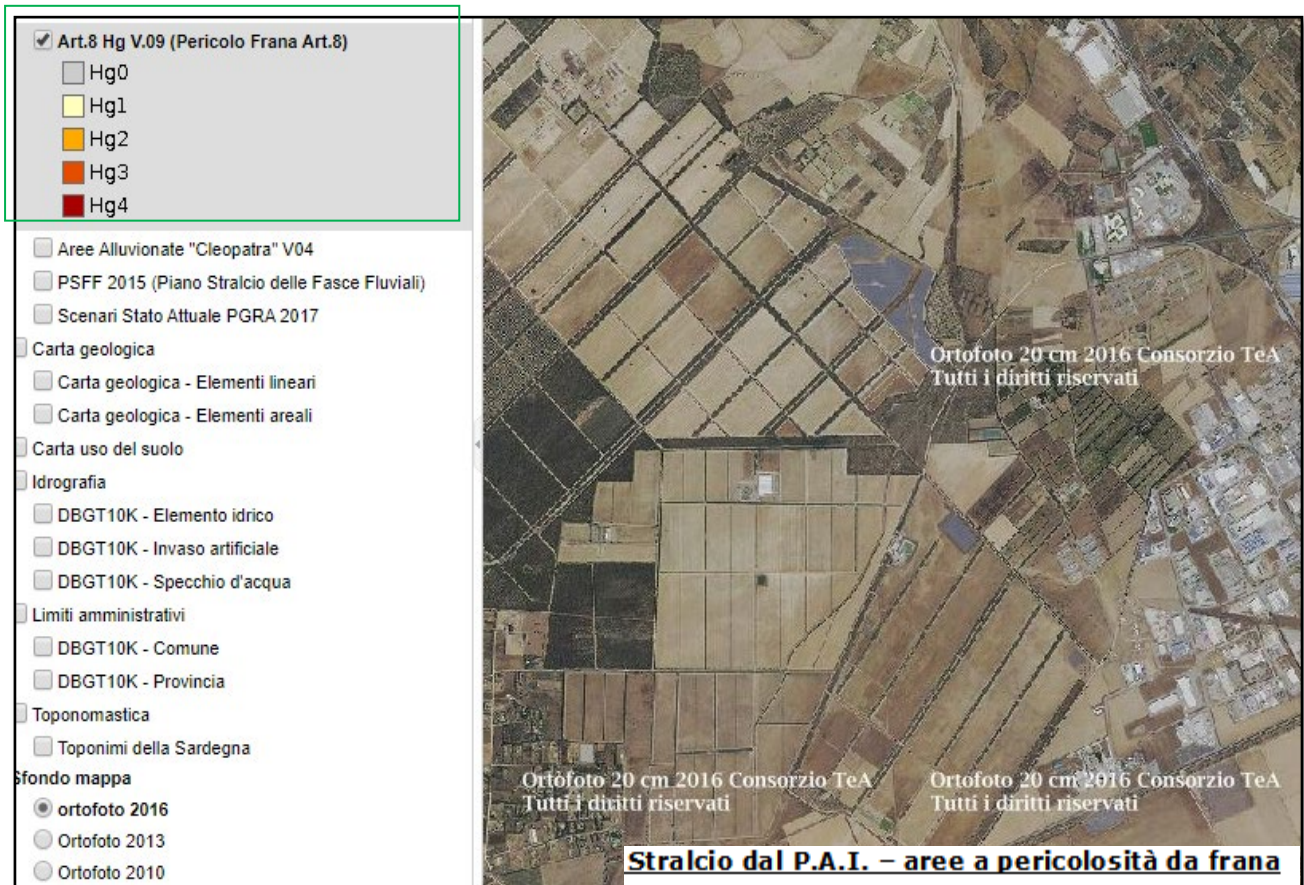 Art.8 Hg V.09 (Pericolo Frana Art.8)
Hg0
Hg1
Hg2
Hg3
Hg4
Aree Alluvionate "Cleopatra" V04
PSFF 2015 (Piano Stralcio delle Fasce Fluviali)
Scenari Stato Attuale PGRA 2017
Carta geologica
Carta geologica - Elementi lineari
Carta geologica - Elementi areali
Carta uso del suolo
Idrografia
DBGT10K - Elemento idrico
DBGT10K - Invaso artificiale
DBGT10K - Specchio d'acqua
Limiti amministrativi
DBGT10K - Comune
DBGT10K - Provincia
Toponomastica
Toponimi della Sardegna
Sfondo mappa
ortofoto 2016
Ortofoto 2013
Ortofoto 2010
Ortofoto 20 cm 2016 Consorzio TeA
Tutti i diritti riservati
Ortofoto 20 cm 2016 Consorzio TeA
Tutti i diritti riservati
Ortofoto 20 cm 2016 Consorzio TeA
Tutti i diritti riservati
Stralcio dal P.A.I. – aree a pericolosità da frana